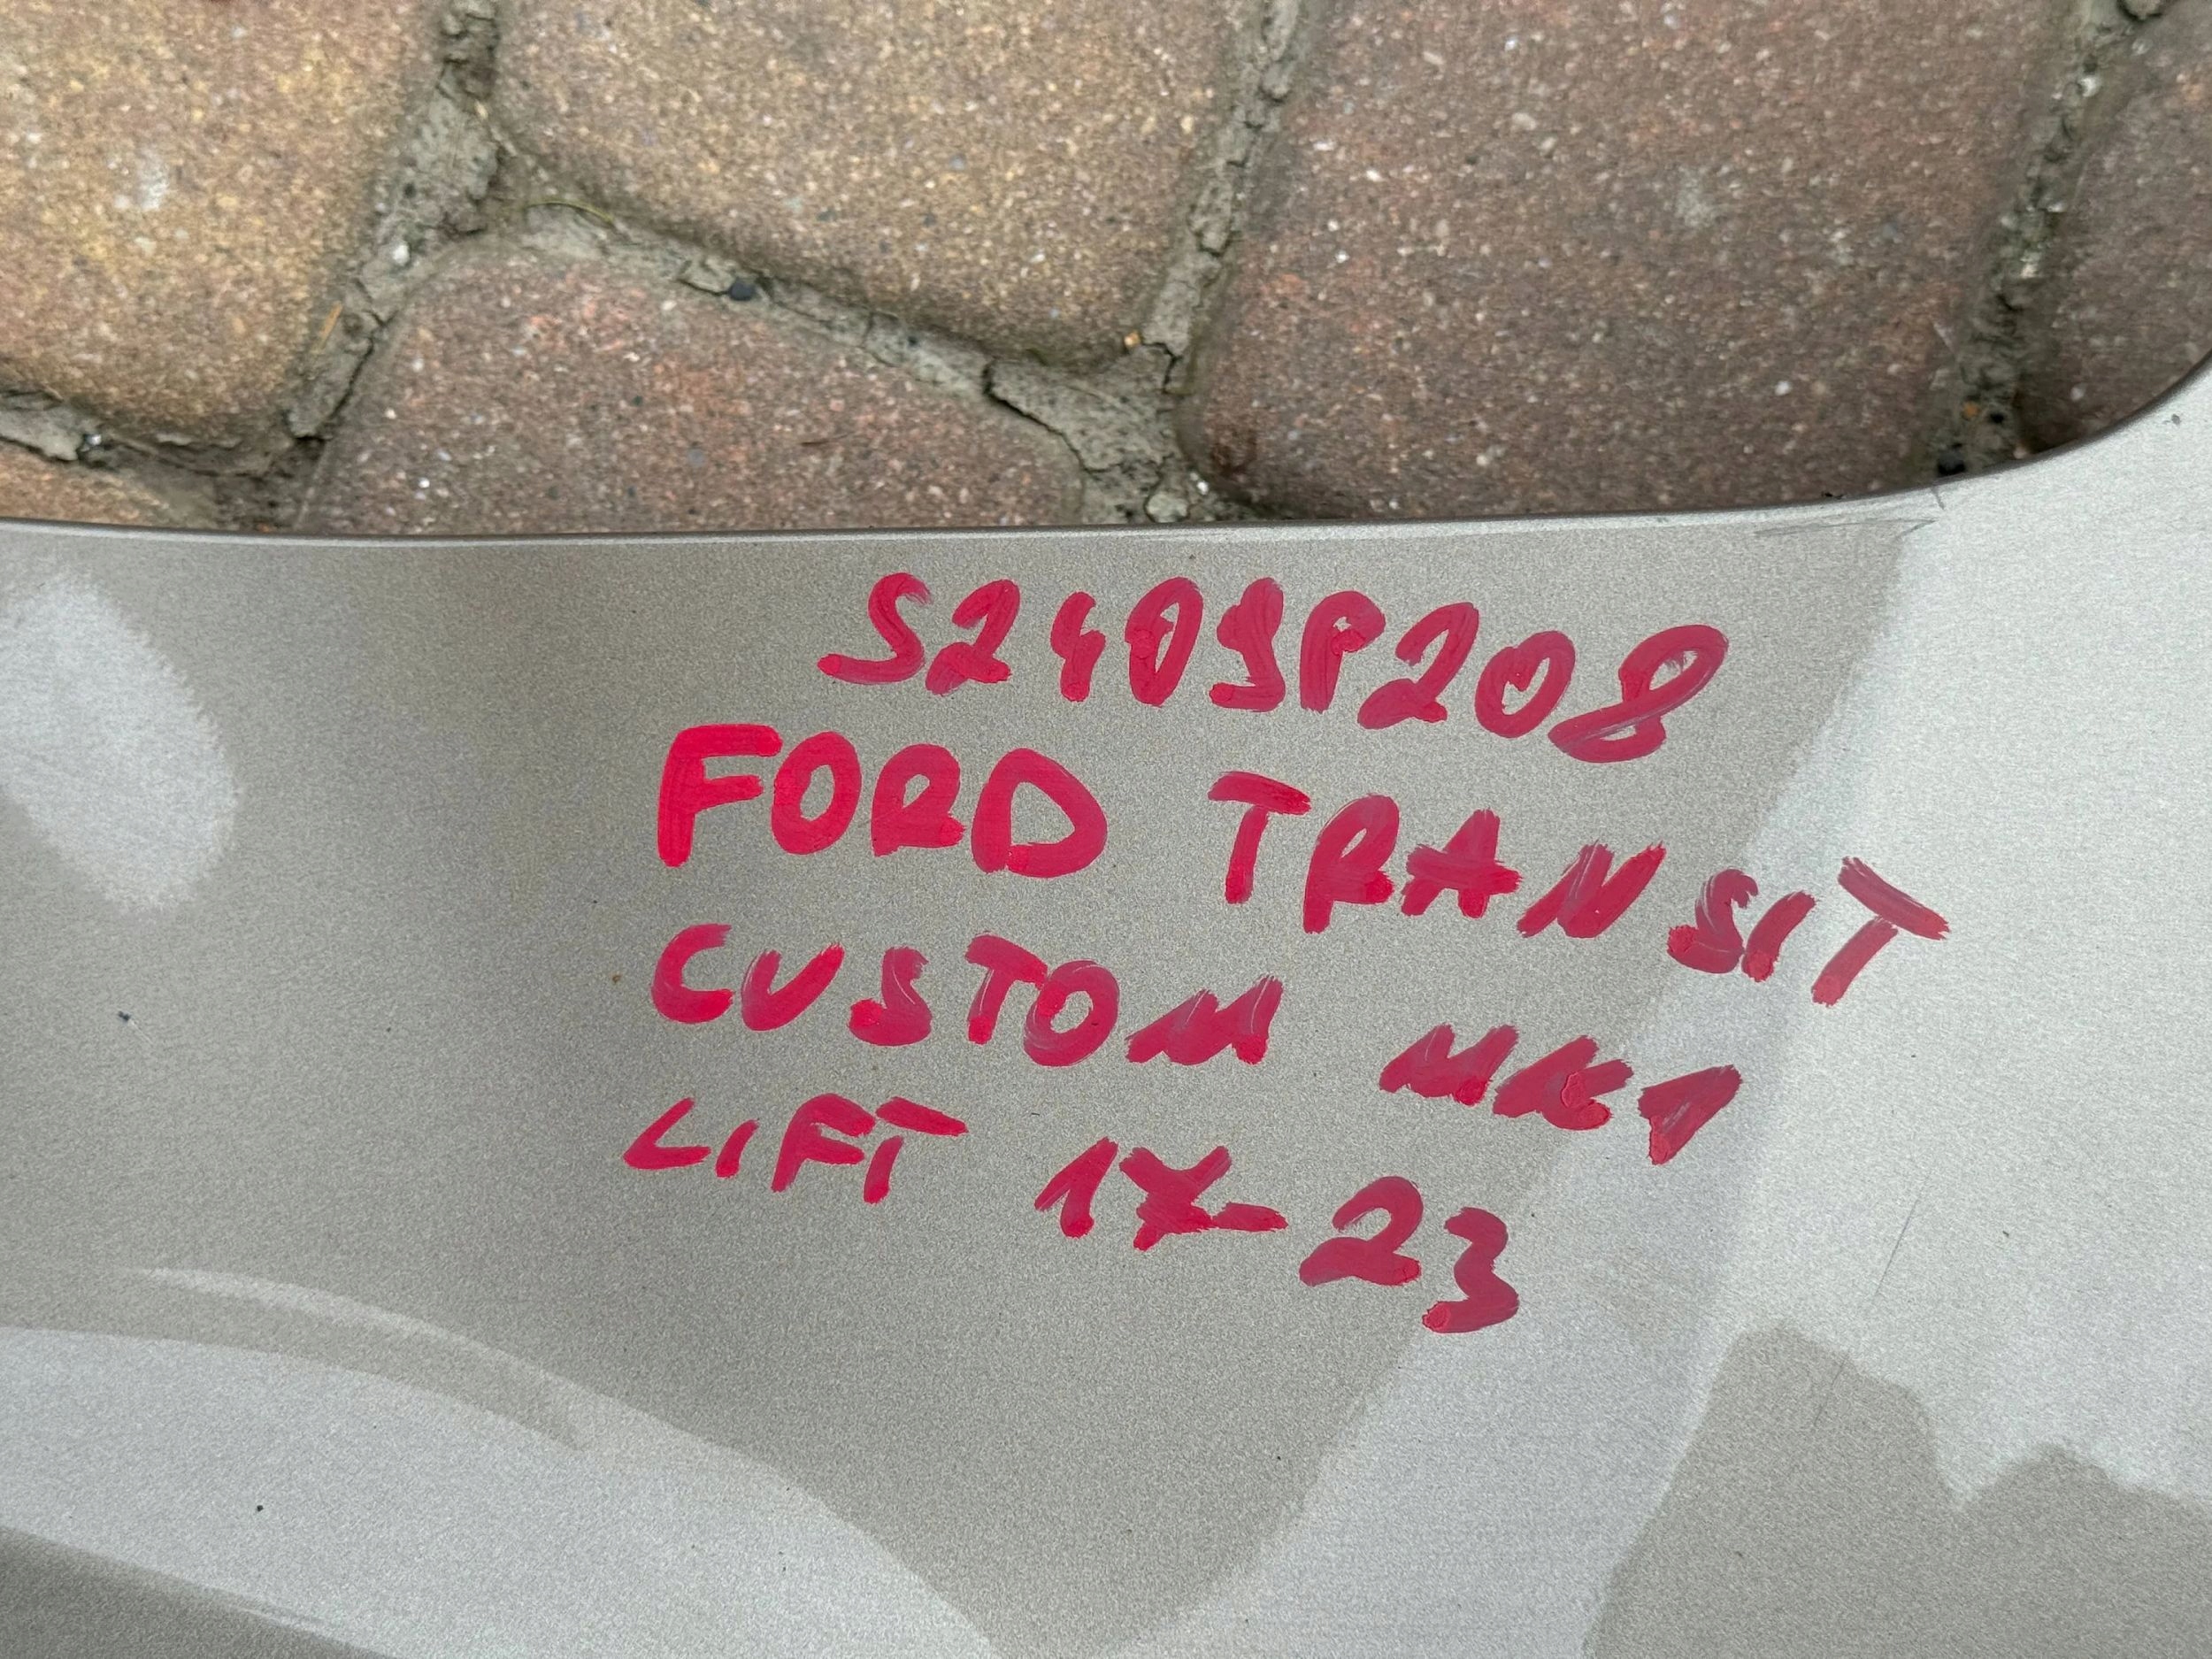 S2409P208
FORD TRANSIT
CUSTOM MK1
LIFT 17-23